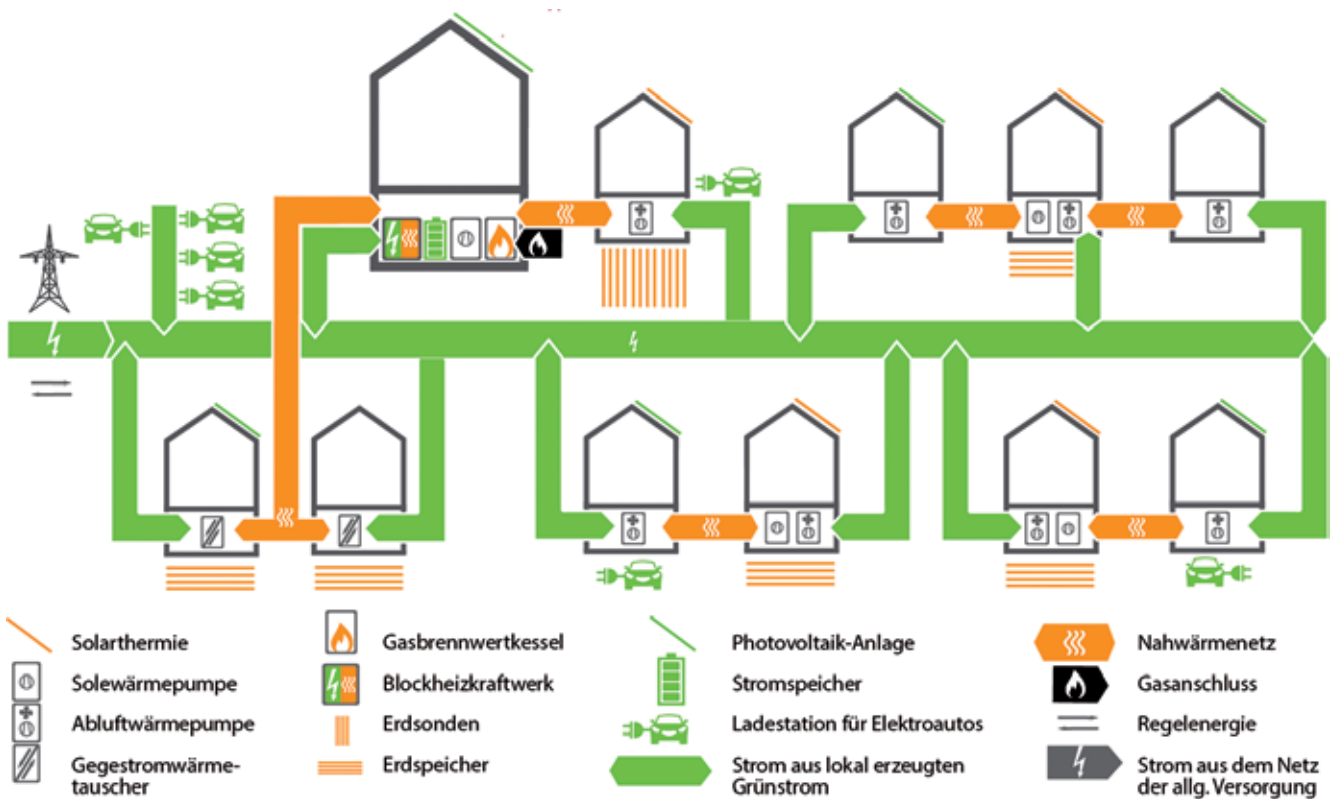 Solarthermie
Solewärmepumpe
Abluftwärmepumpe
Gegestromwärme-
tauscher
Gasbrennwertkessel
Blockheizkraftwerk
Erdsonden
Erdspeicher
Photovoltaik-Anlage
Stromspeicher
Ladestation für Elektroautos
Strom aus lokal erzeugten
Grünstrom
Nahwärmenetz
Gasanschluss
Regelenergie
Strom aus dem Netz
der allg. Versorgung